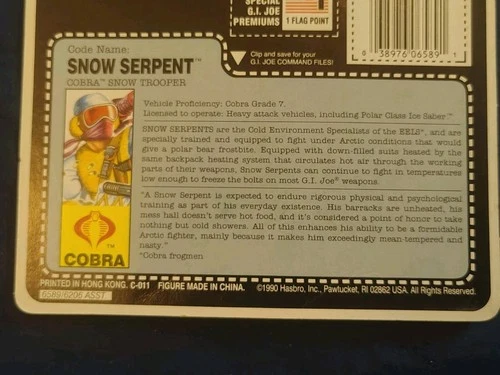 SPECIAL
G.I. JOE
PREMIUMS
1 FLAG POINT
Clip and save for your
G.I. JOE COMMAND FILES!
0 38976 06589 1
Code Name:
SNOW SERPENT™
COBRA™ SNOW TROOPER
Vehicle Proficiency: Cobra Grade 7.
Licensed to operate: Heavy attack vehicles, including Polar Class Ice Saber™
SNOW SERPENTS are the Cold Environment Specialists of the EELS*, and are
specially trained and equipped to fight under Arctic conditions that would
give a polar bear frostbite. Equipped with down-filled suits heated by the
same backpack heating system that circulates hot air through the working
parts of their weapons, Snow Serpents can continue to fight in temperatures
low enough to freeze the bolts on most G.I. Joe® weapons.
"A Snow Serpent is expected to endure rigorous physical and psychological
training as part of his everyday existence. His barracks are unheated, his
mess hall doesn't serve hot food, and it's considered a point of honor to take
nothing but cold showers. All of this enhances his ability to be a formidable
Arctic fighter, mainly because it makes him exceedingly mean-tempered and
nasty."
*Cobra frogmen
™
COBRA
PRINTED IN HONG KONG. C-011 FIGURE MADE IN CHINA. ©1990 Hasbro, Inc., Pawtucket, RI 02862 USA. All Rights Reserved.
6589/6206 ASST.